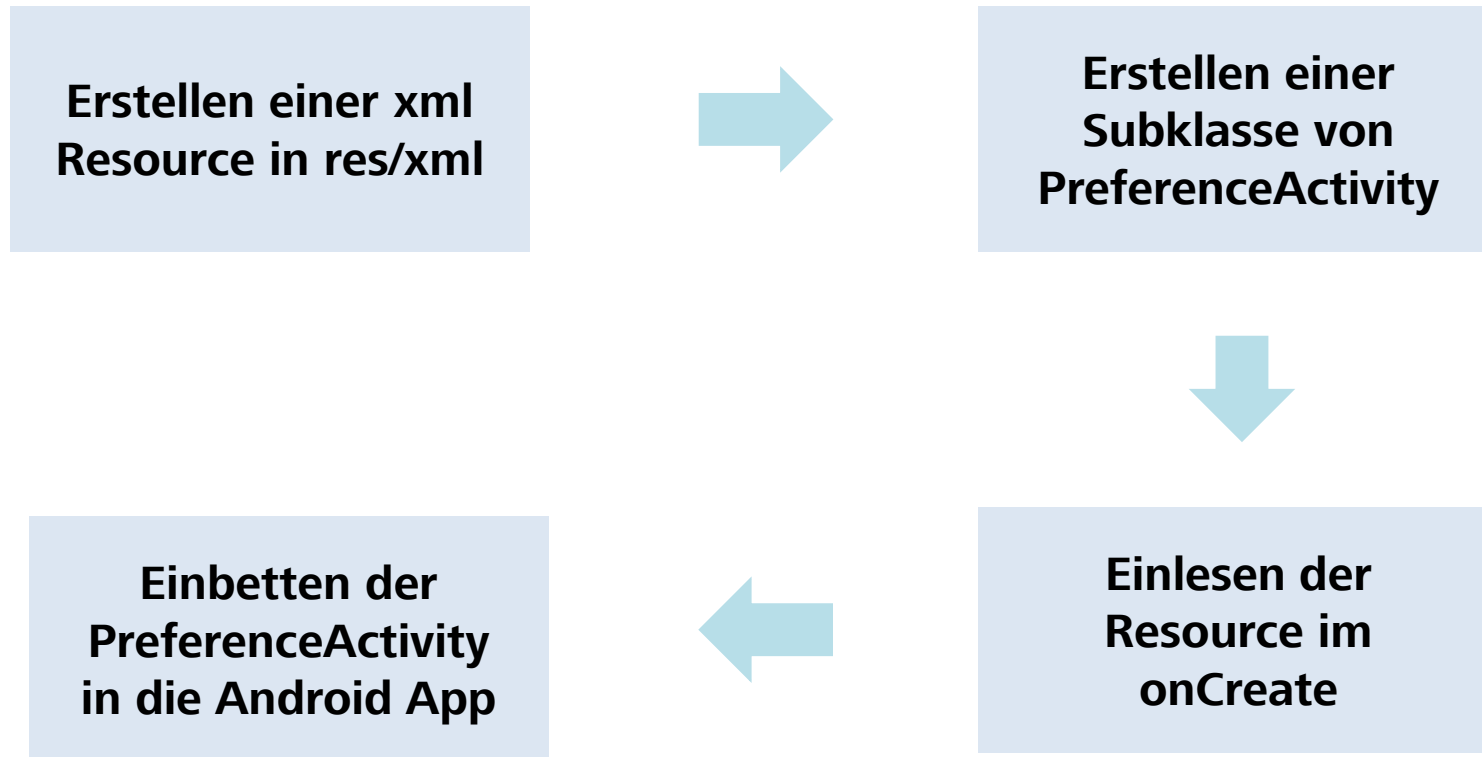 Erstellen einer xml
Resource in res/xml
Erstellen einer
Subklasse von
PreferenceActivity
Einlesen der
Resource im
onCreate
Einbetten der
PreferenceActivity
in die Android App